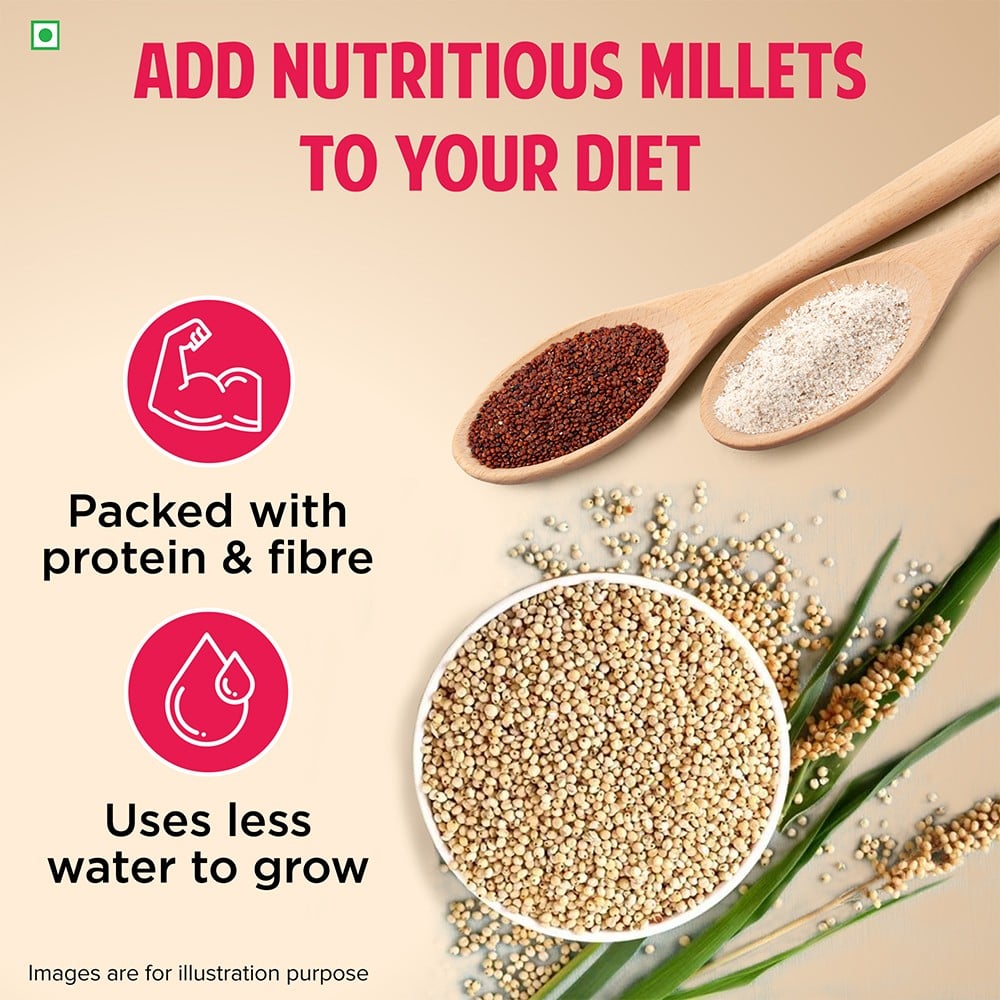 ADD NUTRITIOUS MILLETS
TO YOUR DIET
Packed with
protein & fibre
Uses less
water to grow
Images are for illustration purpose